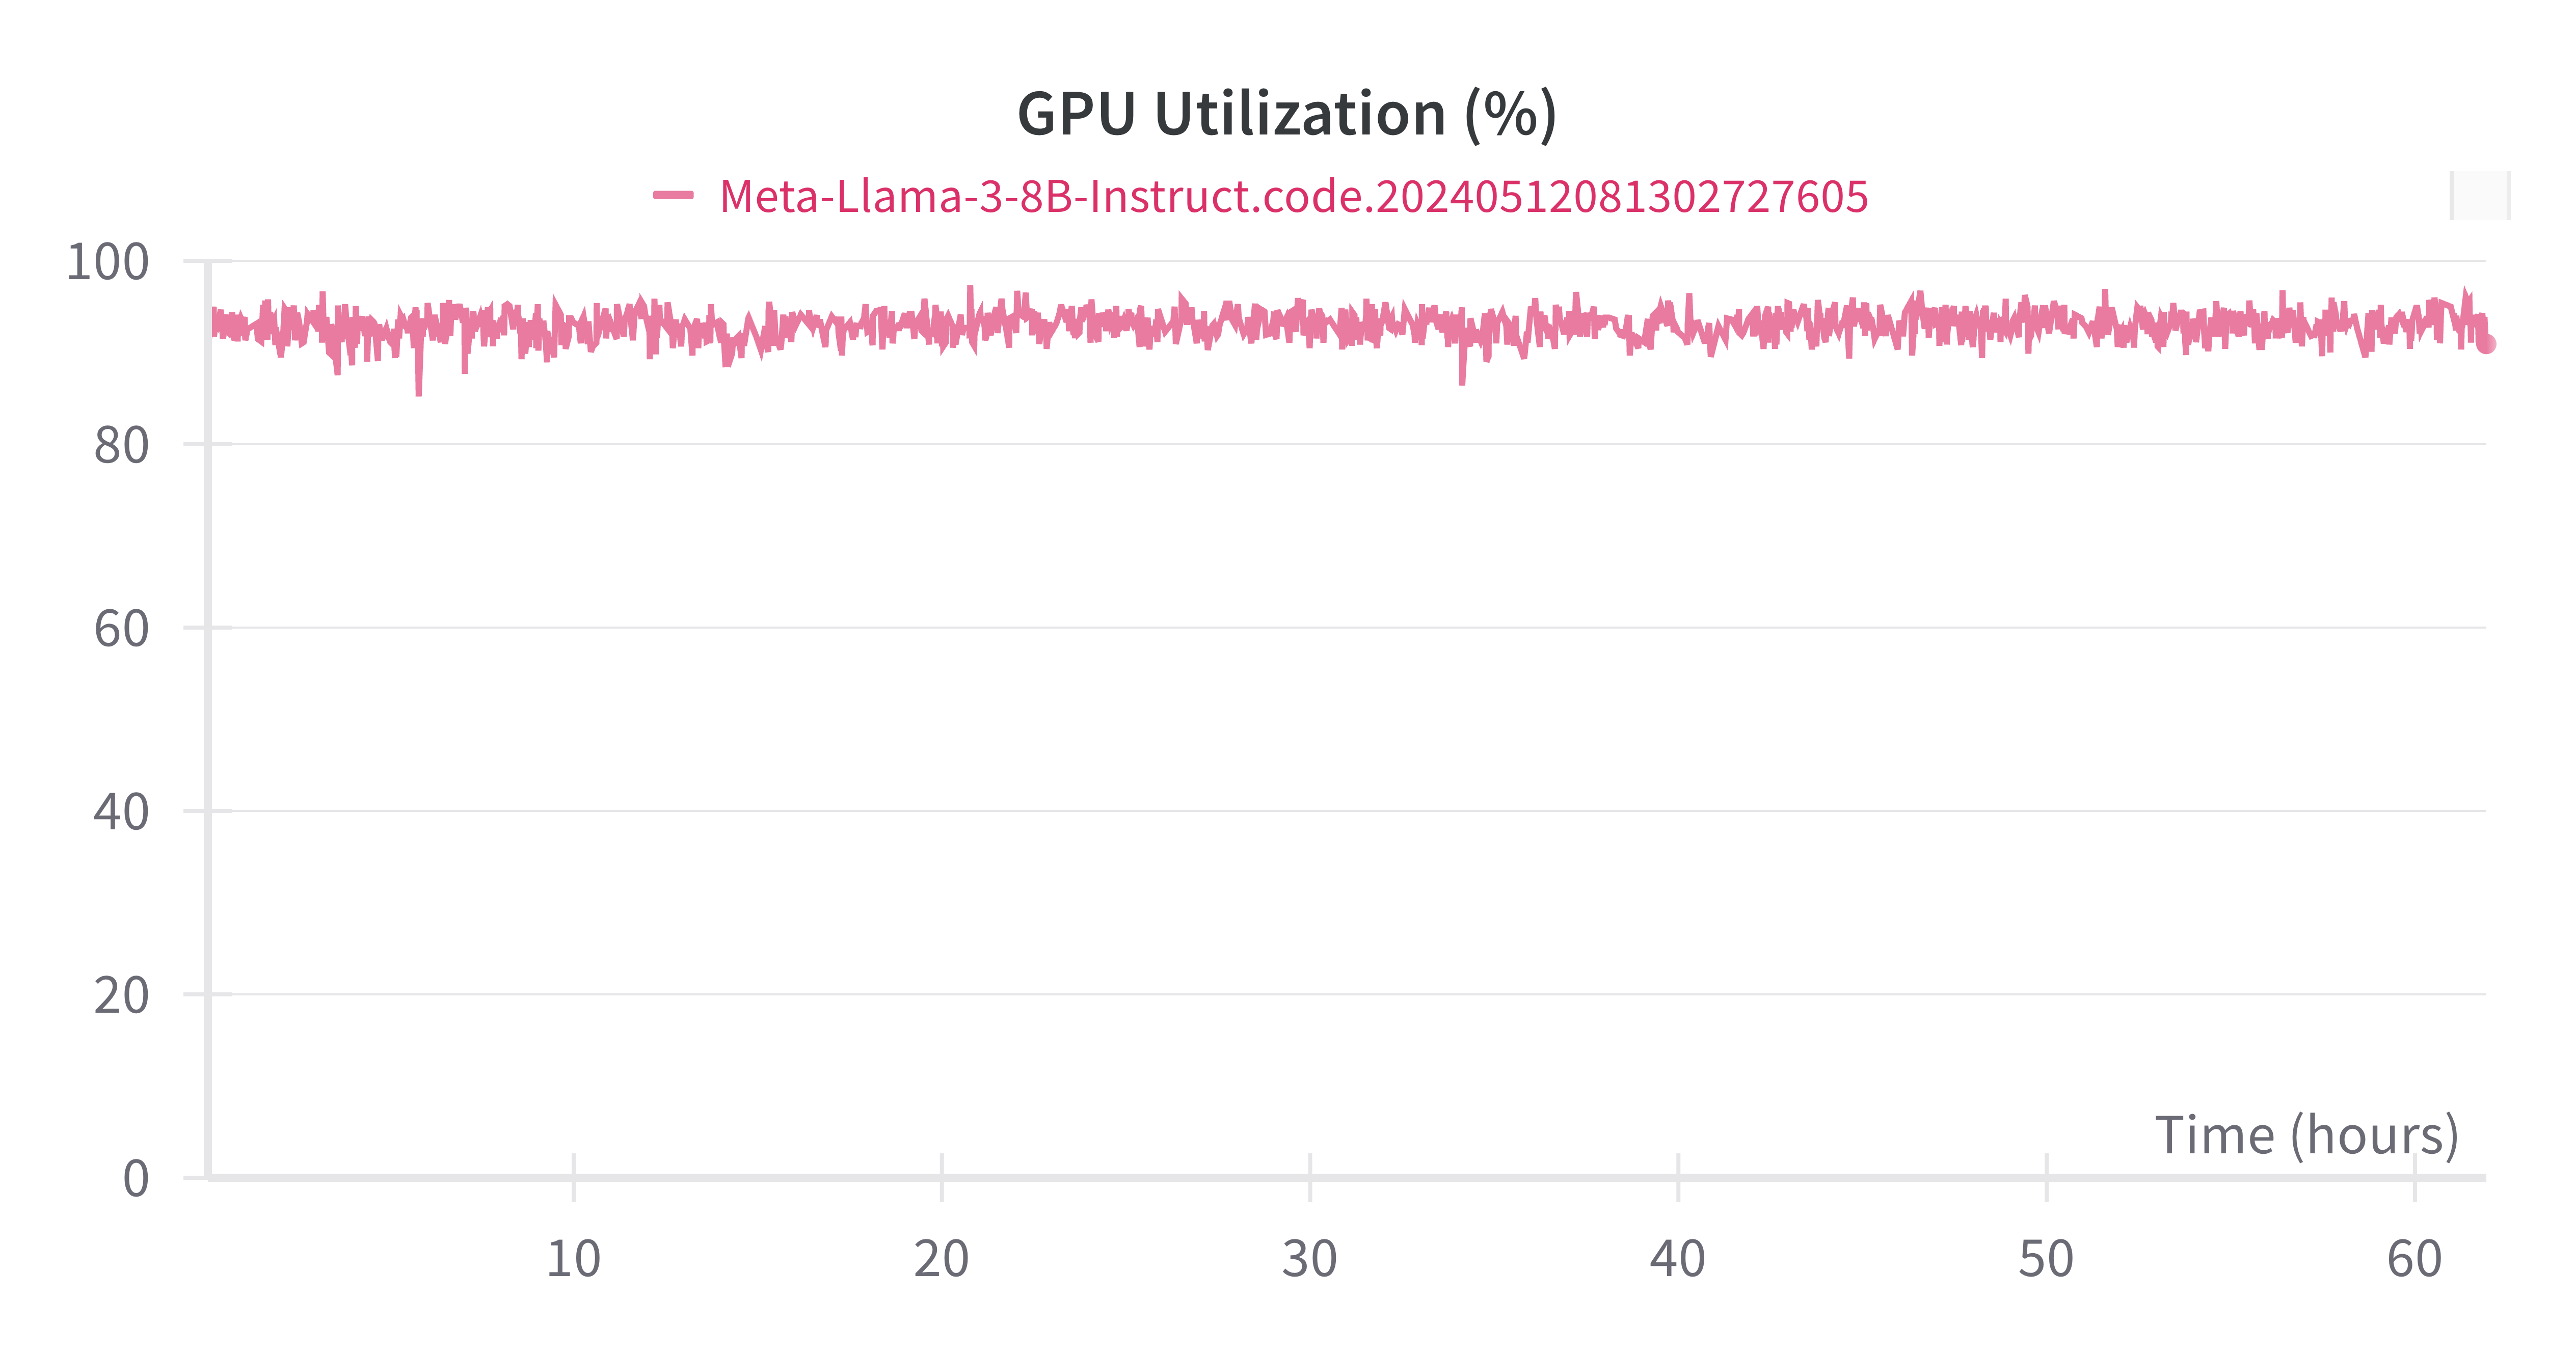 GPU Utilization (%)
Meta-Llama-3-8B-Instruct.code.20240512081302727605
100
80
60
40
20
0
Time (hours)
10 20 30 40 50 60